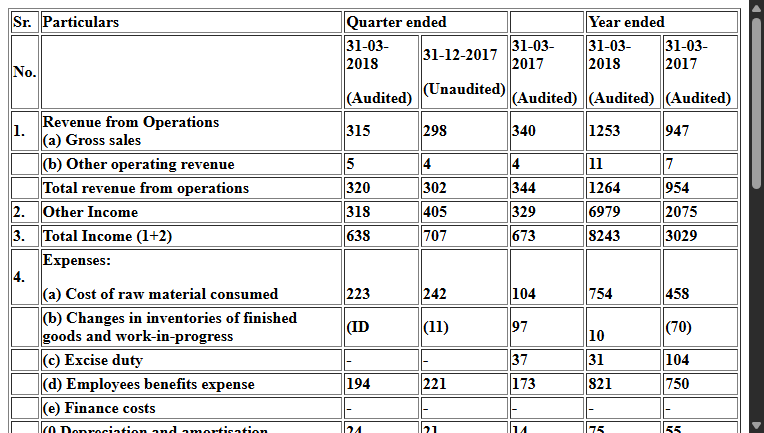 Sr. Particulars Quarter ended Year ended
No. 31-03-2018 (Audited) 31-12-2017 (Unaudited) 31-03-2017 (Audited) 31-03-2018 (Audited) 31-03-2017 (Audited)
1. Revenue from Operations
(a) Gross sales 315 298 340 1253 947
(b) Other operating revenue 5 4 4 11 7
Total revenue from operations 320 302 344 1264 954
2. Other Income 318 405 329 6979 2075
3. Total Income (1+2) 638 707 673 8243 3029
4. Expenses:
(a) Cost of raw material consumed 223 242 104 754 458
(b) Changes in inventories of finished
goods and work-in-progress (ID (11) 97 10 (70)
(c) Excise duty - - 37 31 104
(d) Employees benefits expense 194 221 173 821 750
(e) Finance costs - - - - -
(0 Depreciation and amortisation 24 21 14 75 55